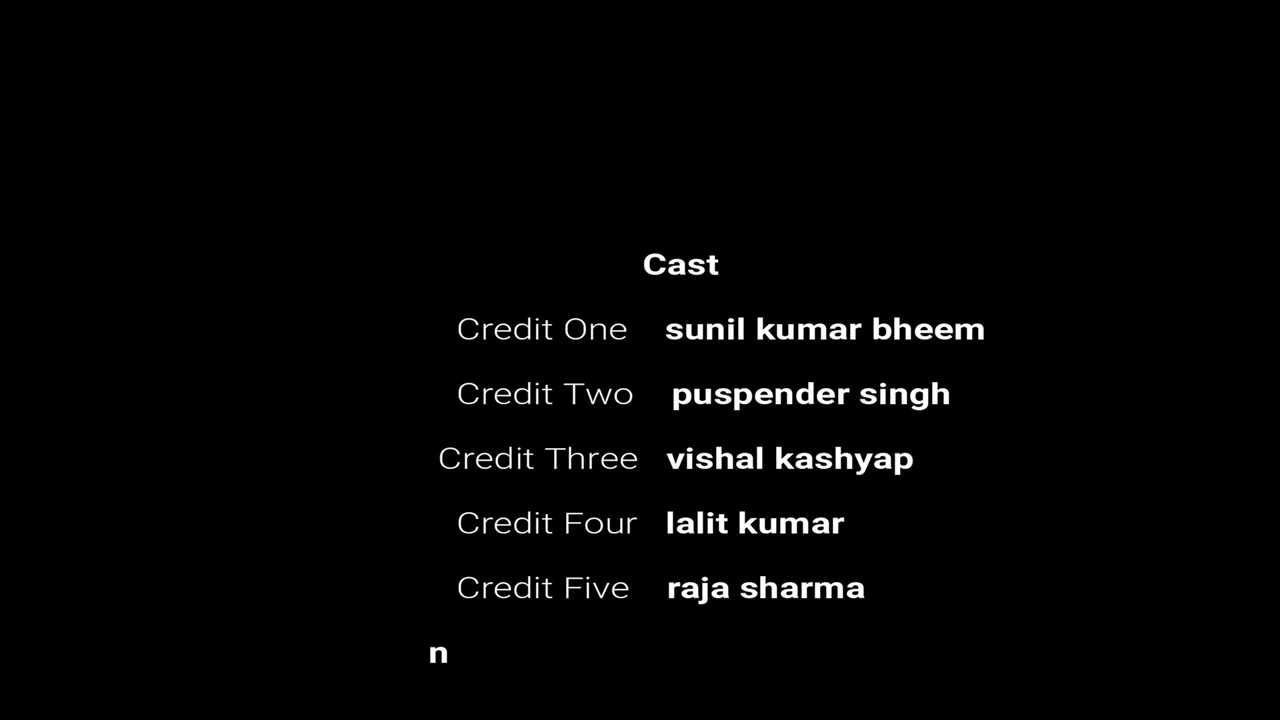 Cast
Credit One sunil kumar bheem
Credit Two puspender singh
Credit Three vishal kashyap
Credit Four lalit kumar
Credit Five raja sharma
n